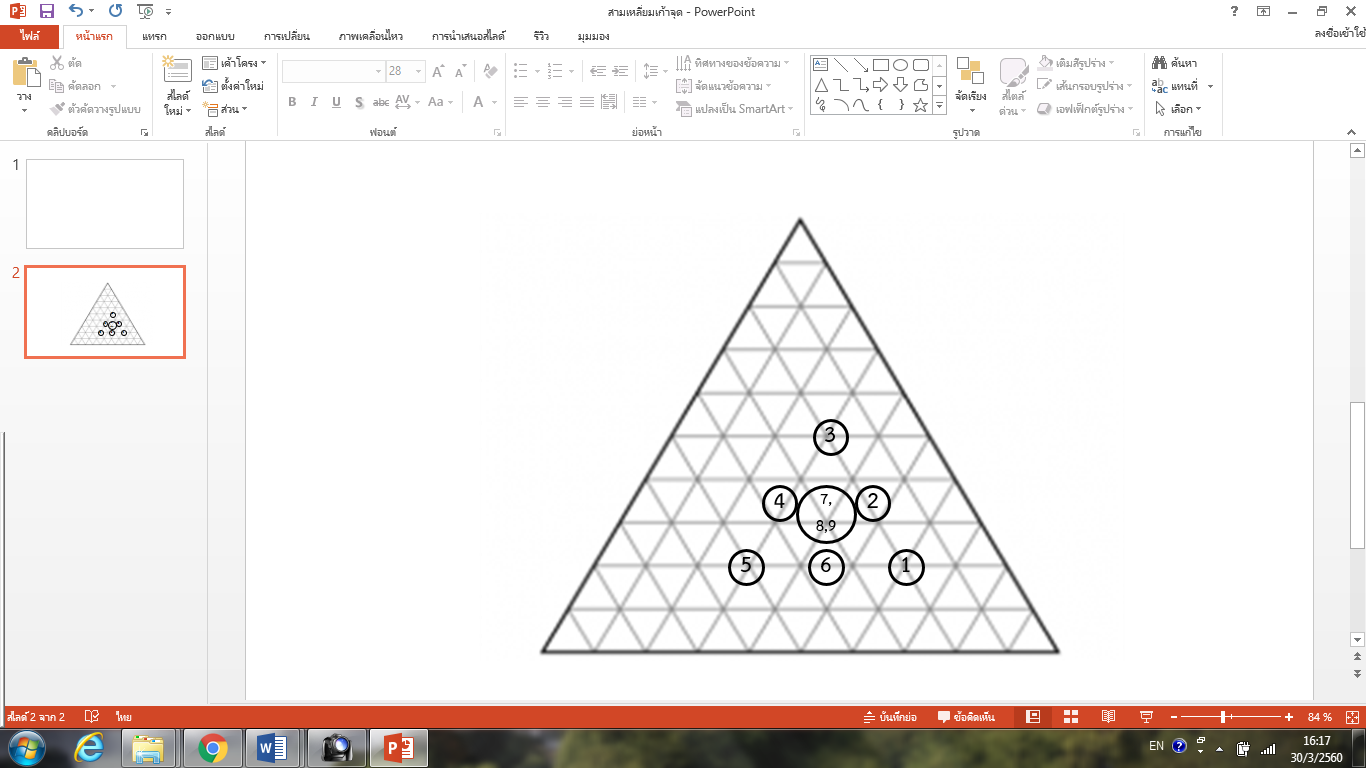 สามเหลี่ยมเก้าจุด - PowerPoint
ไฟล์ หน้าแรก แทรก ออกแบบ การเปลี่ยน ภาพเคลื่อนไหว การนำเสนอสไลด์ รีวิว มุมมอง ลงชื่อเข้าใช้
วาง
ตัด
คัดลอก
ตัวคัดวางรูปแบบ
คลิปบอร์ด
สไลด์
ใหม่
เค้าโครง
ตั้งค่าใหม่
ส่วน
สไลด์
28
B I U S abc AV Aa A
ฟอนต์
ทิศทางของข้อความ
จัดแนวข้อความ
แปลงเป็น SmartArt
ย่อหน้า
จัดเรียง
สไตล์
ด่วน
เติมสีรูปร่าง
เส้นกรอบรูปร่าง
เอฟเฟ็กต์รูปร่าง
รูปวาด
ค้นหา
แทนที่
เลือก
การแก้ไข
1
2
3
4
7,
8,9
2
5
6
1
สไลด์ 2 จาก 2 ไทย บันทึกย่อ ข้อคิดเห็น 84 %
EN
16:17
30/3/2560